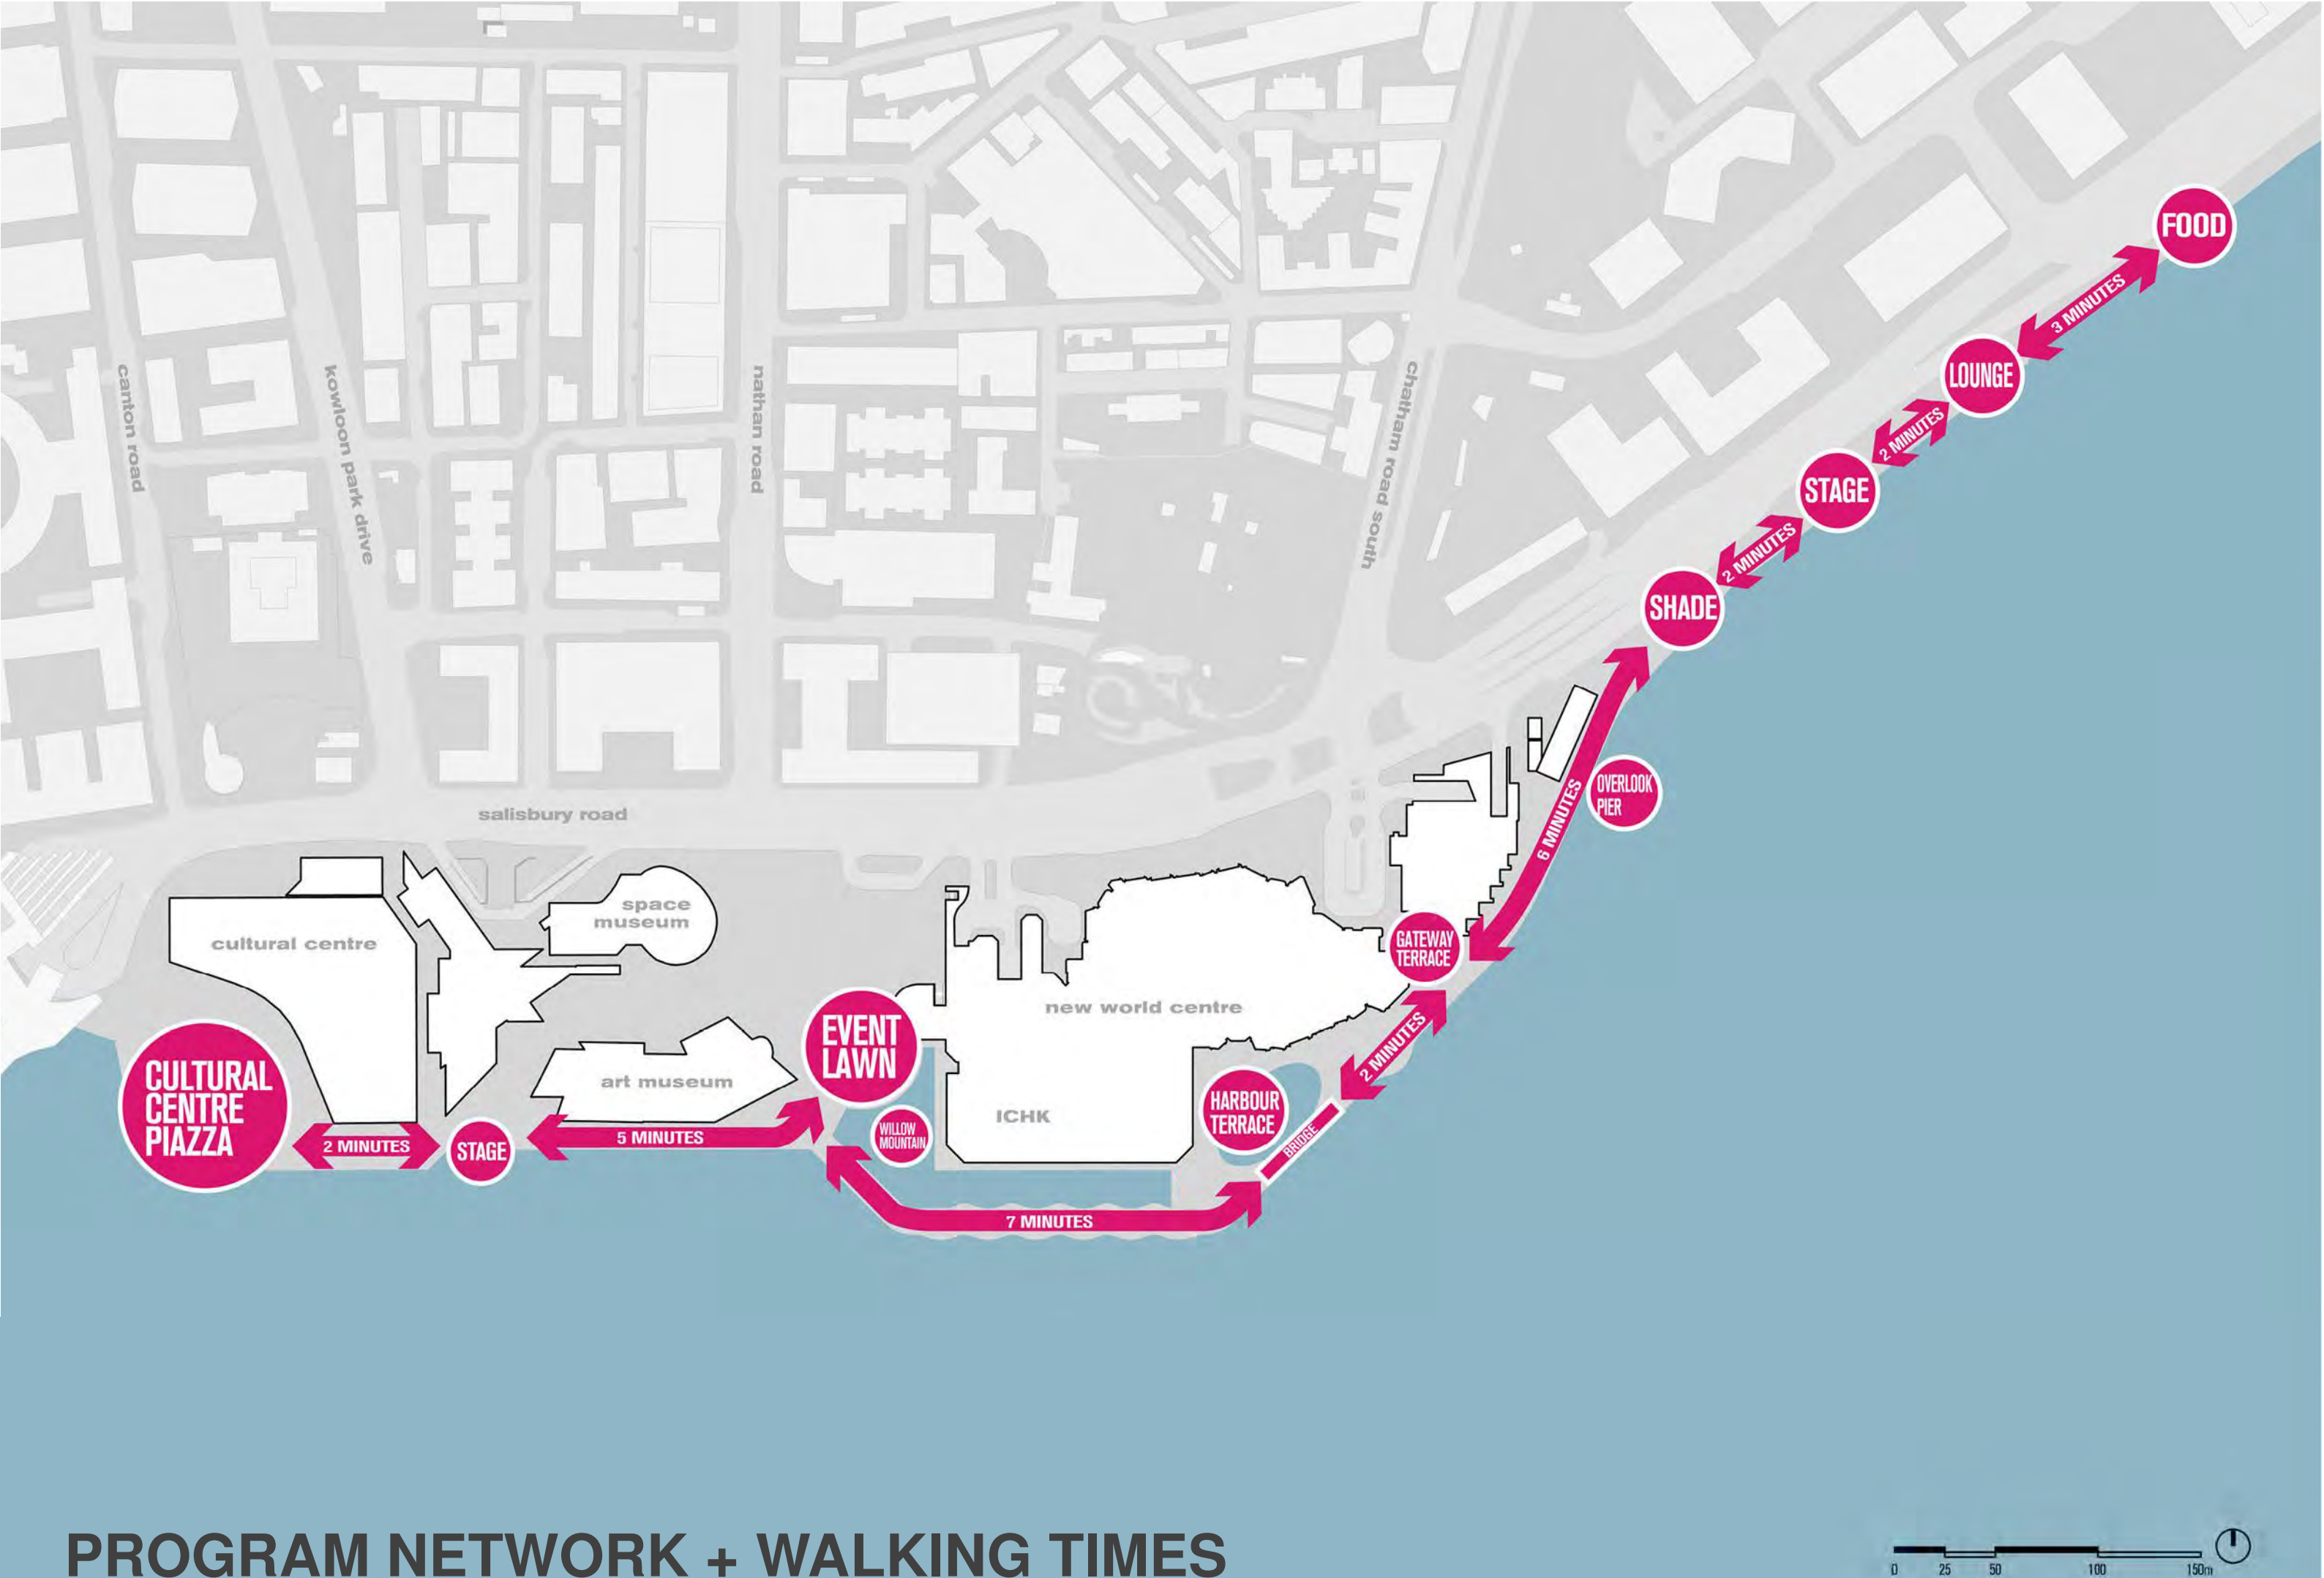 FOOD
3 MINUTES
LOUNGE
2 MINUTES
STAGE
2 MINUTES
SHADE
canton road
kowloon park drive
nathan road
chatham road south
salisbury road
OVERLOOK
PIER
6 MINUTES
space
museum
cultural centre
GATEWAY
TERRACE
new world centre
EVENT
LAWN
2 MINUTES
CULTURAL
CENTRE
PIAZZA
art museum
ICHK
HARBOUR
TERRACE
WILLOW
MOUNTAIN
BRIDGE
2 MINUTES
STAGE
5 MINUTES
7 MINUTES
PROGRAM NETWORK + WALKING TIMES
0 25 50 100 150m